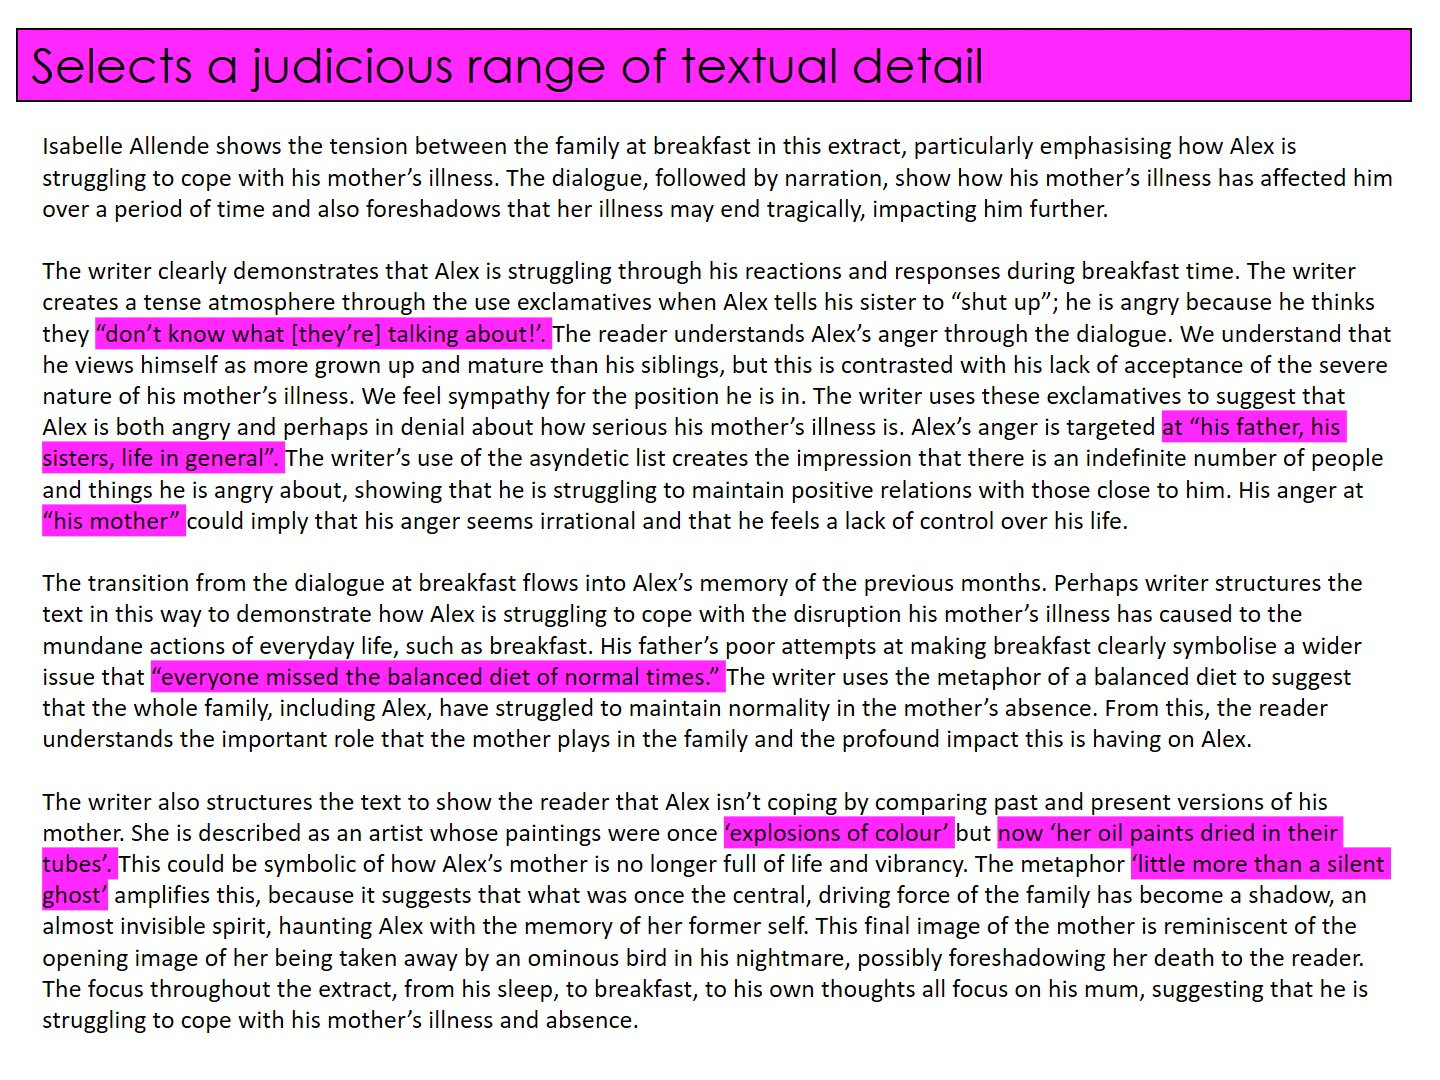 Selects a judicious range of textual detail
Isabelle Allende shows the tension between the family at breakfast in this extract, particularly emphasising how Alex is
struggling to cope with his mother’s illness. The dialogue, followed by narration, show how his mother’s illness has affected him
over a period of time and also foreshadows that her illness may end tragically, impacting him further.
The writer clearly demonstrates that Alex is struggling through his reactions and responses during breakfast time. The writer
creates a tense atmosphere through the use exclamatives when Alex tells his sister to “shut up”; he is angry because he thinks
they “don’t know what [they’re] talking about!’. The reader understands Alex’s anger through the dialogue. We understand that
he views himself as more grown up and mature than his siblings, but this is contrasted with his lack of acceptance of the severe
nature of his mother’s illness. We feel sympathy for the position he is in. The writer uses these exclamatives to suggest that
Alex is both angry and perhaps in denial about how serious his mother’s illness is. Alex’s anger is targeted at “his father, his
sisters, life in general”. The writer’s use of the asyndetic list creates the impression that there is an indefinite number of people
and things he is angry about, showing that he is struggling to maintain positive relations with those close to him. His anger at
“his mother” could imply that his anger seems irrational and that he feels a lack of control over his life.
The transition from the dialogue at breakfast flows into Alex’s memory of the previous months. Perhaps writer structures the
text in this way to demonstrate how Alex is struggling to cope with the disruption his mother’s illness has caused to the
mundane actions of everyday life, such as breakfast. His father’s poor attempts at making breakfast clearly symbolise a wider
issue that “everyone missed the balanced diet of normal times.” The writer uses the metaphor of a balanced diet to suggest
that the whole family, including Alex, have struggled to maintain normality in the mother’s absence. From this, the reader
understands the important role that the mother plays in the family and the profound impact this is having on Alex.
The writer also structures the text to show the reader that Alex isn’t coping by comparing past and present versions of his
mother. She is described as an artist whose paintings were once ‘explosions of colour’ but now ‘her oil paints dried in their
tubes’. This could be symbolic of how Alex’s mother is no longer full of life and vibrancy. The metaphor ‘little more than a silent
ghost’ amplifies this, because it suggests that what was once the central, driving force of the family has become a shadow, an
almost invisible spirit, haunting Alex with the memory of her former self. This final image of the mother is reminiscent of the
opening image of her being taken away by an ominous bird in his nightmare, possibly foreshadowing her death to the reader.
The focus throughout the extract, from his sleep, to breakfast, to his own thoughts all focus on his mum, suggesting that he is
struggling to cope with his mother’s illness and absence.